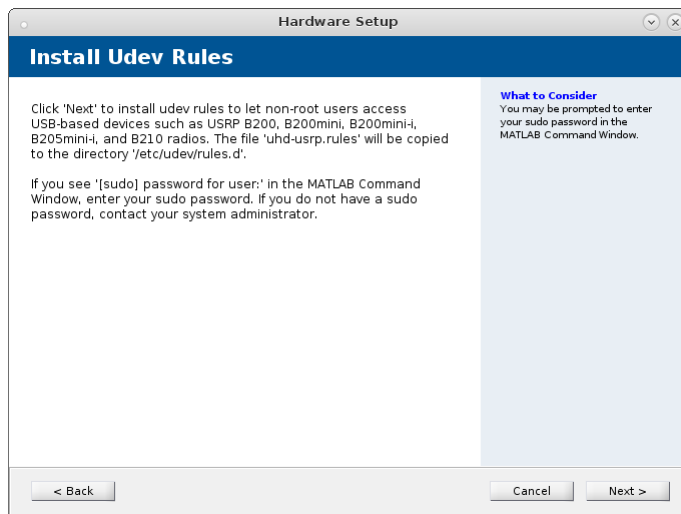 Hardware Setup
Install Udev Rules
Click 'Next' to install udev rules to let non-root users access
USB-based devices such as USRP B200, B200mini, B200mini-i,
B205mini-i, and B210 radios. The file 'uhd-usrp.rules' will be copied
to the directory '/etc/udev/rules.d'.
If you see '[sudo] password for user:' in the MATLAB Command
Window, enter your sudo password. If you do not have a sudo
password, contact your system administrator.
What to Consider
You may be prompted to enter
your sudo password in the
MATLAB Command Window.
< Back
Cancel
Next >